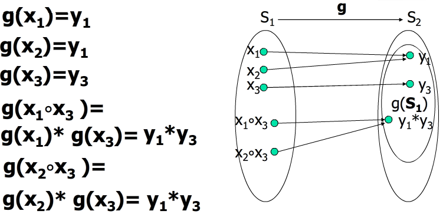 g(x₁)=y₁
g(x₂)=y₁
g(x₃)=y₃
g(x₁∘x₃ )=
g(x₁)* g(x₃)= y₁*y₃
g(x₂∘x₃ )=
g(x₂)* g(x₃)= y₁*y₃
S₁ g S₂
x₁
y₁
x₂
x₃
y₃
g(S₁)
x₁∘x₃
y₁*y₃
x₂∘x₃